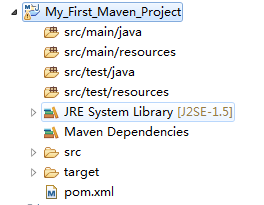 My_First_Maven_Project
src/main/java
src/main/resources
src/test/java
src/test/resources
JRE System Library [J2SE-1.5]
Maven Dependencies
src
target
pom.xml